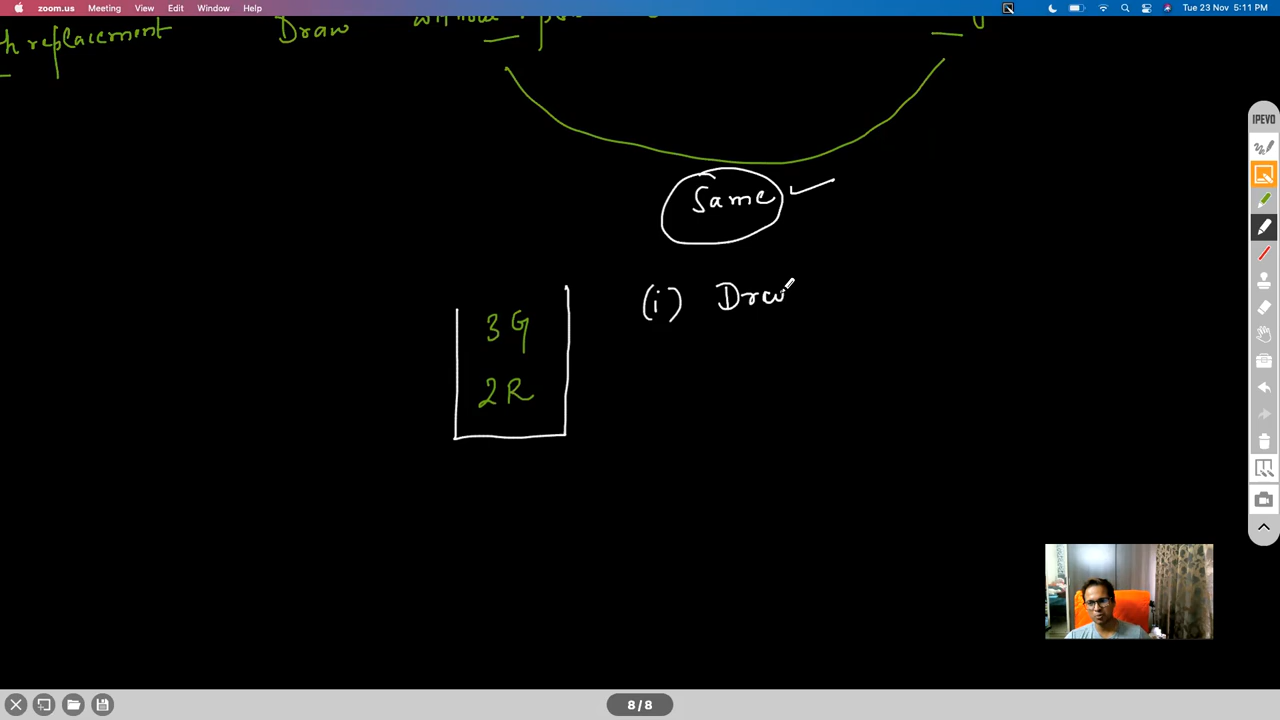 zoom.us Meeting View Edit Window Help Tue 23 Nov 5:11 PM
h replacement Draw
Same
(i) Draw
3 G
2 R
IPEVO
8/8